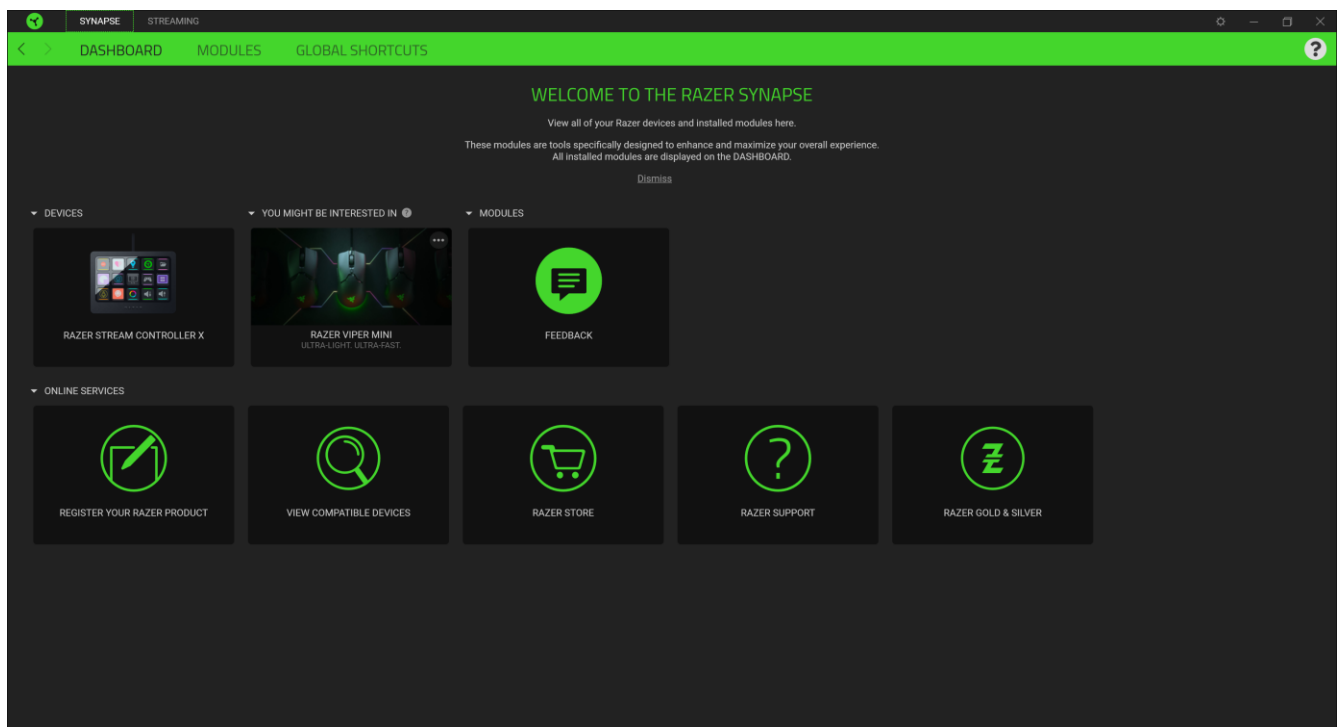 SYNAPSE STREAMING
DASHBOARD MODULES GLOBAL SHORTCUTS ?
WELCOME TO THE RAZER SYNAPSE
View all of your Razer devices and installed modules here.
These modules are tools specifically designed to enhance and maximize your overall experience.
All installed modules are displayed on the DASHBOARD.
Dismiss
DEVICES
YOU MIGHT BE INTERESTED IN ?
MODULES
RAZER STREAM CONTROLLER X
RAZER VIPER MINI
ULTRA-LIGHT. ULTRA-FAST.
FEEDBACK
ONLINE SERVICES
REGISTER YOUR RAZER PRODUCT
VIEW COMPATIBLE DEVICES
RAZER STORE
RAZER SUPPORT
RAZER GOLD & SILVER